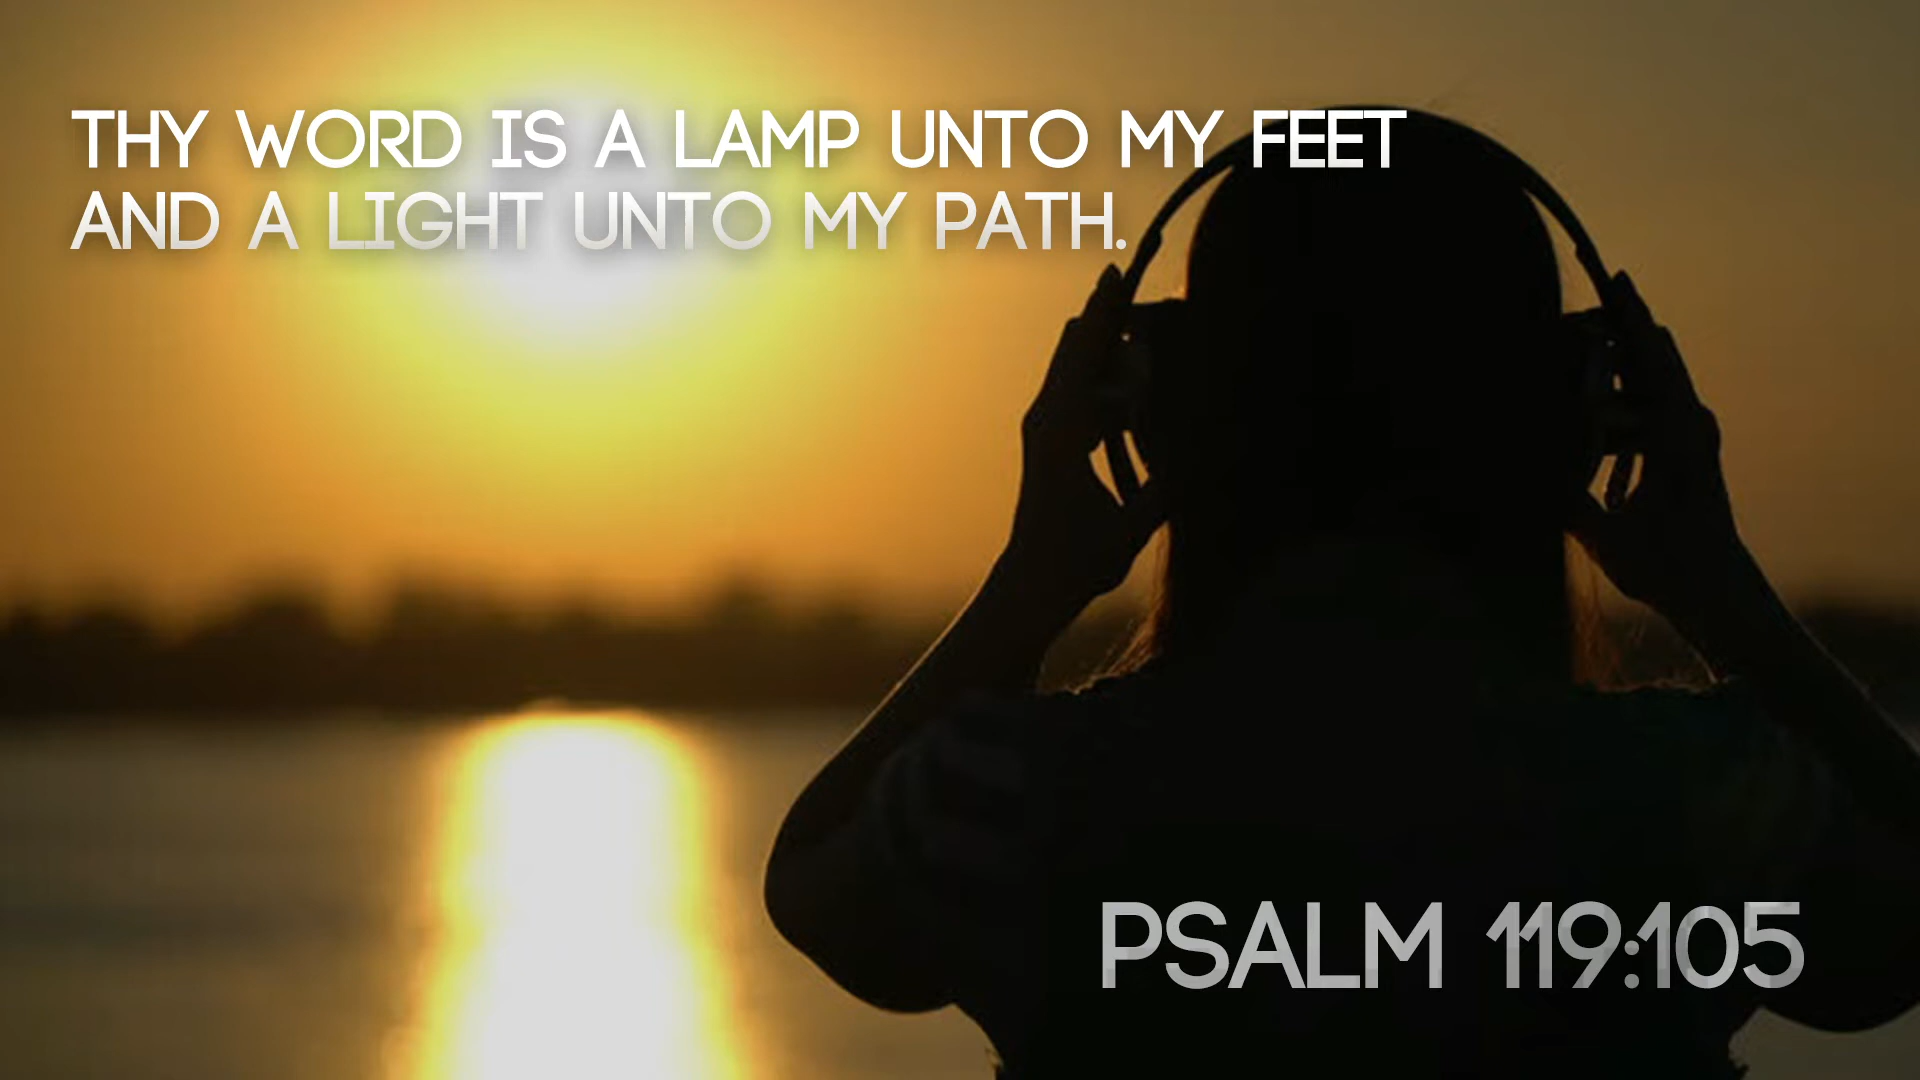 THY WORD IS A LAMP UNTO MY FEET
AND A LIGHT UNTO MY PATH.
PSALM 119:105